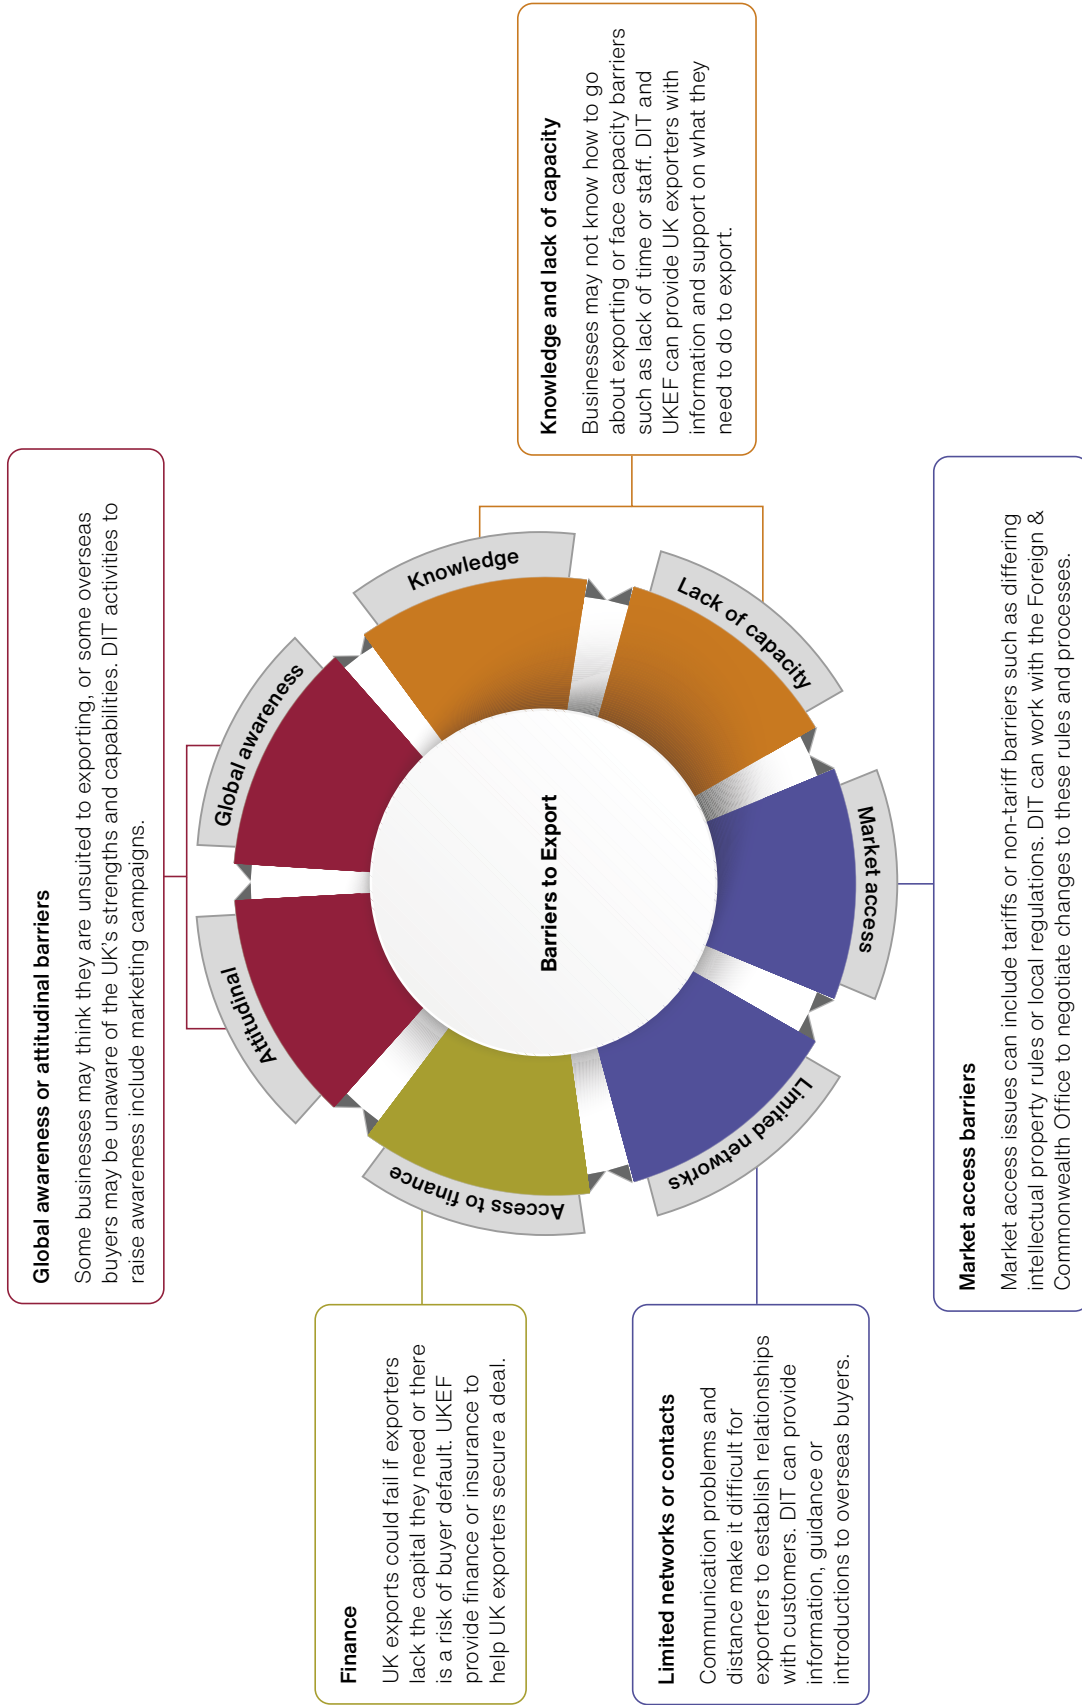 Global awareness or attitudinal barriers
Some businesses may think they are unsuited to exporting, or some overseas
buyers may be unaware of the UK’s strengths and capabilities. DIT activities to
raise awareness include marketing campaigns.
Finance
UK exports could fail if exporters
lack the capital they need or there
is a risk of buyer default. UKEF
provide finance or insurance to
help UK exporters secure a deal.
Attitudinal
Global awareness
Access to finance
Knowledge
Barriers to Export
Limited networks
Lack of capacity
Market access
Knowledge and lack of capacity
Businesses may not know how to go
about exporting or face capacity barriers
such as lack of time or staff. DIT and
UKEF can provide UK exporters with
information and support on what they
need to do to export.
Limited networks or contacts
Communication problems and
distance make it difficult for
exporters to establish relationships
with customers. DIT can provide
information, guidance or
introductions to overseas buyers.
Market access barriers
Market access issues can include tariffs or non-tariff barriers such as differing
intellectual property rules or local regulations. DIT can work with the Foreign &
Commonwealth Office to negotiate changes to these rules and processes.